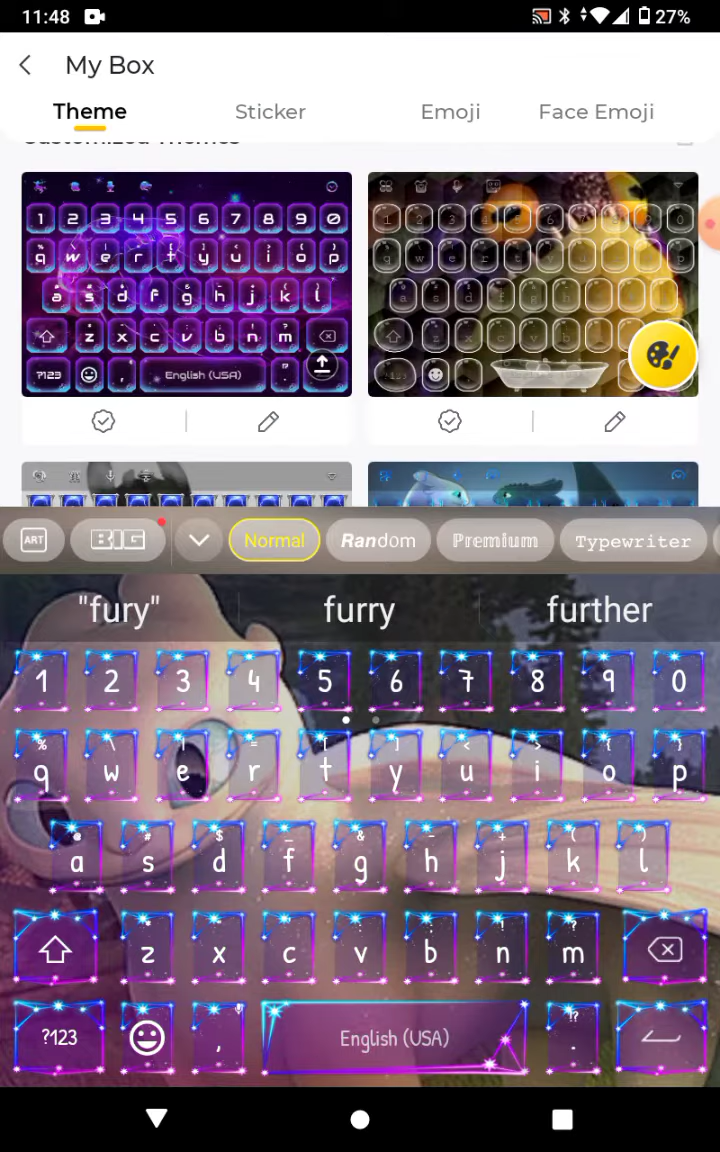 11:48 27%
My Box
Theme Sticker Emoji Face Emoji
Customized Themes
1 2 3 4 5 6 7 8 9 0
q w e r t y u i o p
a s d f g h j k l
z x c v b n m
?123 , English (USA) .
ART BIG Normal Random Premium Typewriter
"fury" furry further
1 2 3 4 5 6 7 8 9 0
% \ | = [ ] < > { }
q w e r t y u i o p
@ # $ _ & - + ( )
a s d f g h j k l
* " ' : ; ! ?
z x c v b n m
?123 , English (USA) !? .